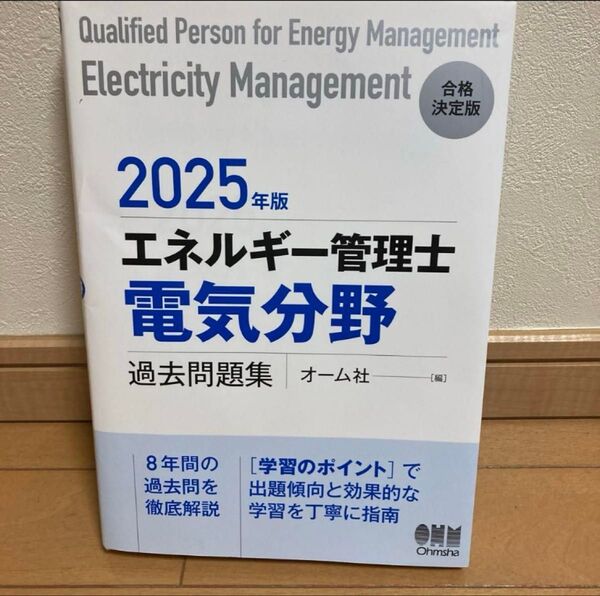 Qualified Person for Energy Management
Electricity Management
合格
決定版
2025年版
エネルギー管理士
電気分野
過去問題集
オーム社 [編]
8年間の
過去問を
徹底解説
[学習のポイント]で
出題傾向と効果的な
学習を丁寧に指南
OHM
Ohmsha